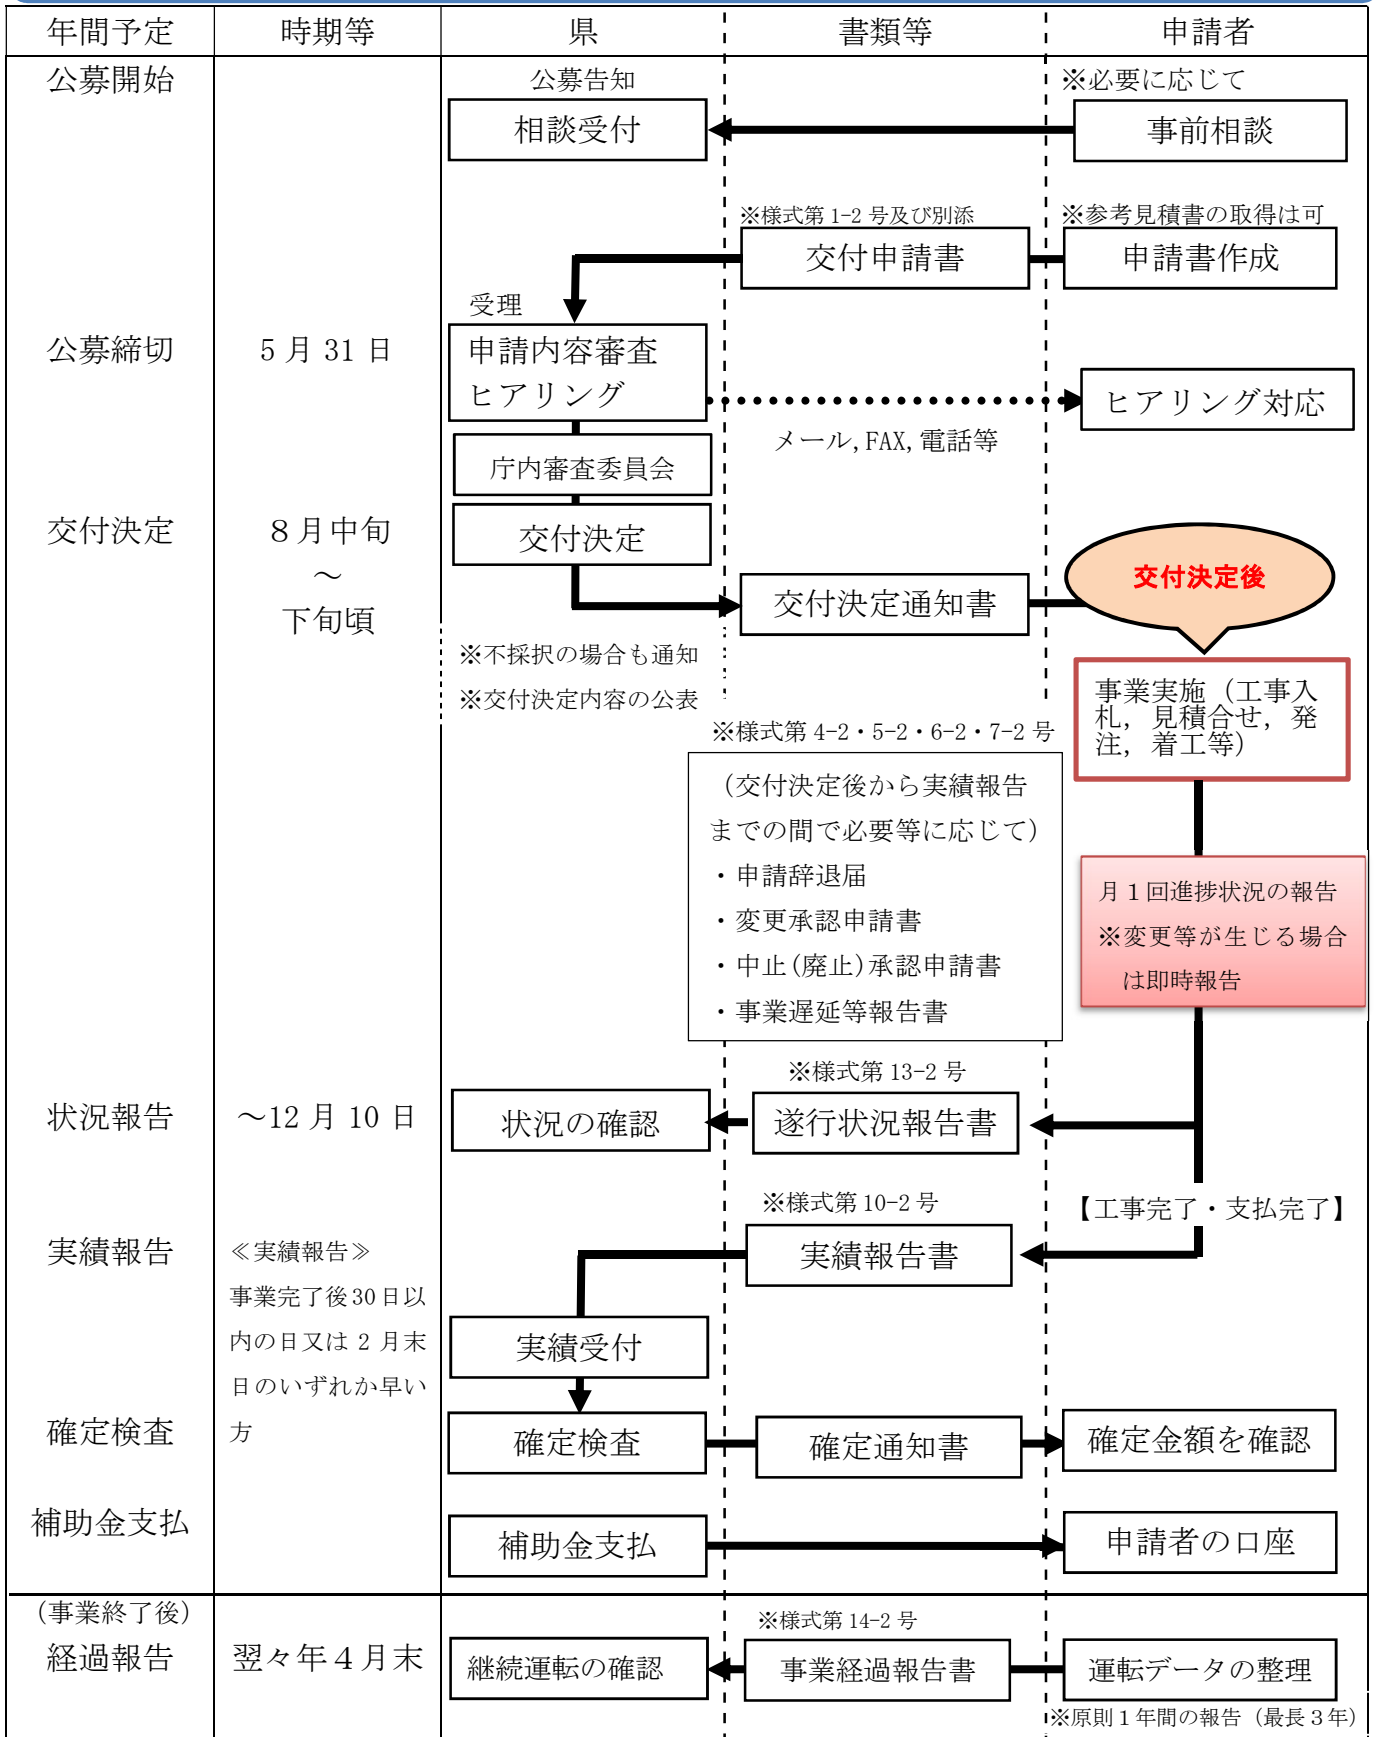 年間予定
時期等
県
書類等
申請者
公募開始
公募告知
※必要に応じて
相談受付
事前相談
※様式第 1-2 号及び別添
※参考見積書の取得は可
交付申請書
申請書作成
受理
公募締切
5 月 31 日
申請内容審査
ヒアリング
ヒアリング対応
メール,FAX,電話等
庁内審査委員会
交付決定
8月中旬
～
下旬頃
交付決定
交付決定通知書
交付決定後
※不採択の場合も通知
※交付決定内容の公表
事業実施（工事入
札，見積合せ，発
注，着工等）
※様式第 4-2・5-2・6-2・7-2 号
（交付決定後から実績報告
までの間で必要等に応じて）
・申請辞退届
・変更承認申請書
・中止(廃止)承認申請書
・事業遅延等報告書
月１回進捗状況の報告
※変更等が生じる場合
は即時報告
※様式第 13-2 号
状況報告
～12 月 10 日
状況の確認
遂行状況報告書
※様式第 10-2 号
【工事完了・支払完了】
実績報告
≪実績報告≫
事業完了後 30 日以
内の日又は 2 月末
日のいずれか早い
方
実績報告書
実績受付
確定検査
確定検査
確定通知書
確定金額を確認
補助金支払
補助金支払
申請者の口座
（事業終了後）
経過報告
翌々年４月末
※様式第 14-2 号
継続運転の確認
事業経過報告書
運転データの整理
※原則１年間の報告（最長３年）